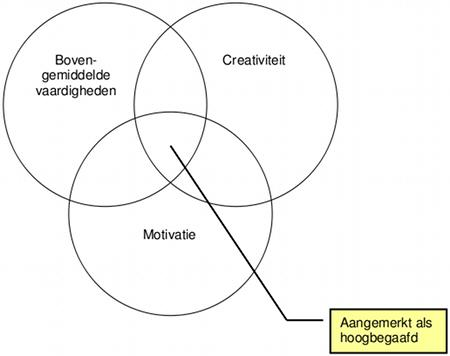 Boven-
gemiddelde
vaardigheden
Creativiteit
Motivatie
Aangemerkt als
hoogbegaafd